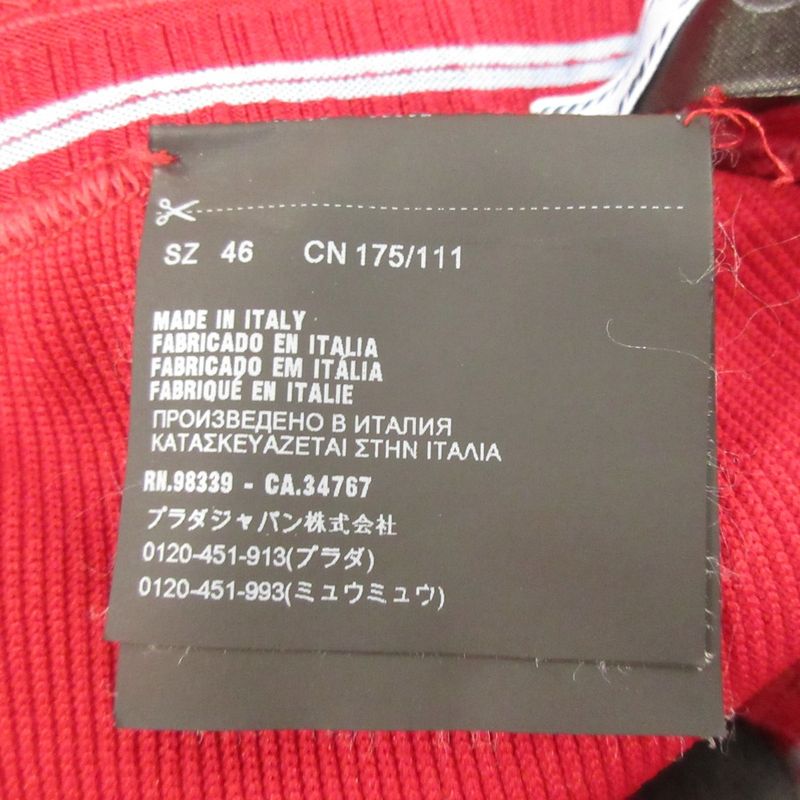 SZ 46 CN 175/111
MADE IN ITALY
FABRICADO EN ITALIA
FABRICADO EM ITÁLIA
FABRIQUÉ EN ITALIE
ПРОИЗВЕДЕНО В ИТАЛИЯ
ΚΑΤΑΣΚΕΥΑΖΕΤΑΙ ΣΤΗΝ ΙΤΑΛΙΑ
RN.98339 - CA.34767
プラダジャパン株式会社
0120-451-913(プラダ)
0120-451-993(ミュウミュウ)